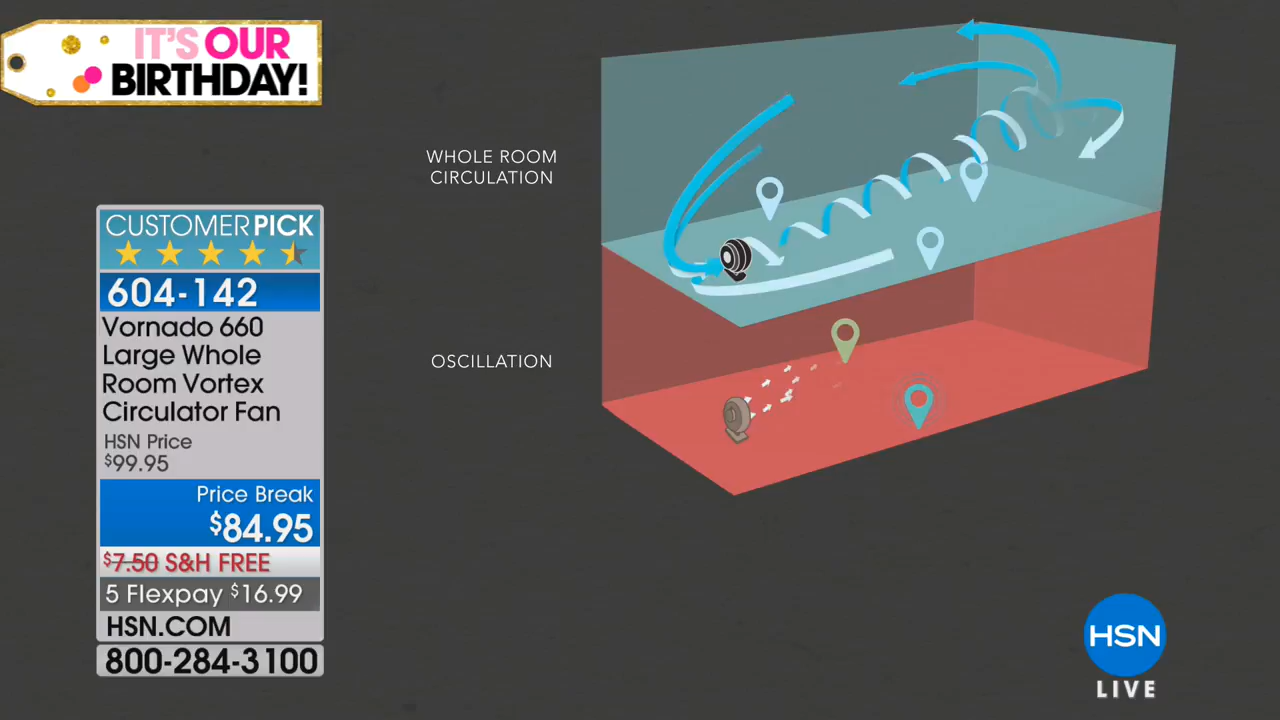 IT'S OUR
BIRTHDAY!
WHOLE ROOM
CIRCULATION
OSCILLATION
CUSTOMER PICK
604-142
Vornado 660
Large Whole
Room Vortex
Circulator Fan
HSN Price
$99.95
Price Break
$84.95
$7.50 S&H FREE
5 Flexpay $16.99
HSN.COM
800-284-3100
HSN
LIVE